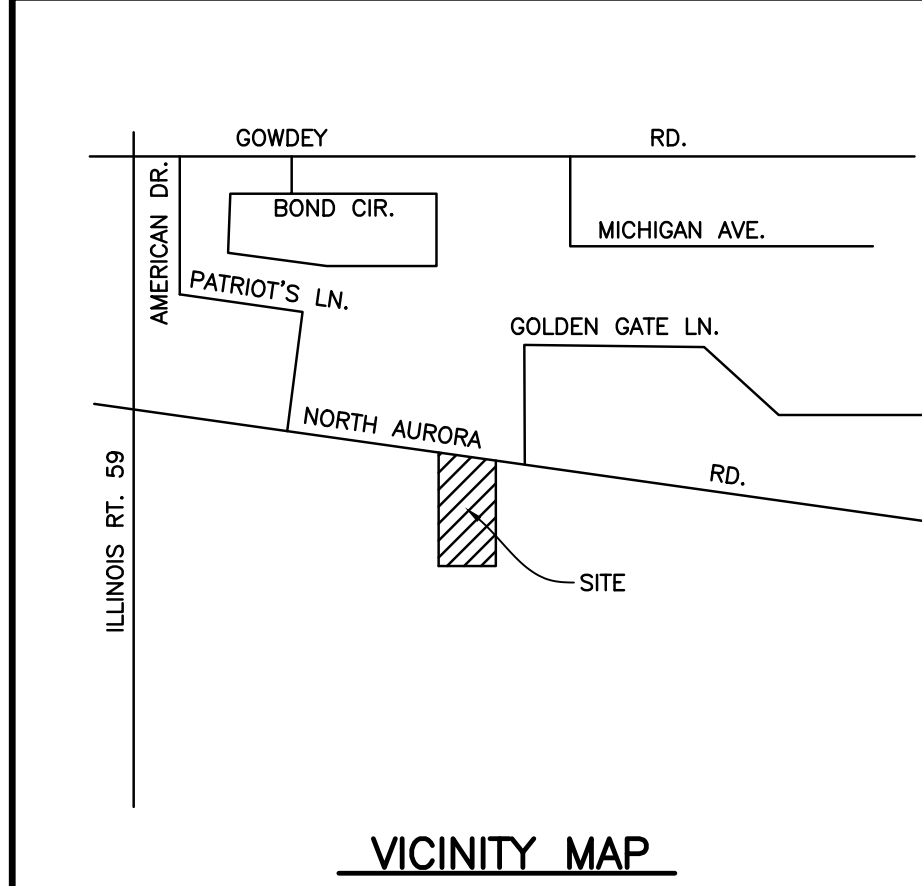 GOWDEY RD.
AMERICAN DR.
BOND CIR.
MICHIGAN AVE.
PATRIOT'S LN.
GOLDEN GATE LN.
NORTH AURORA RD.
ILLINOIS RT. 59
SITE
VICINITY MAP